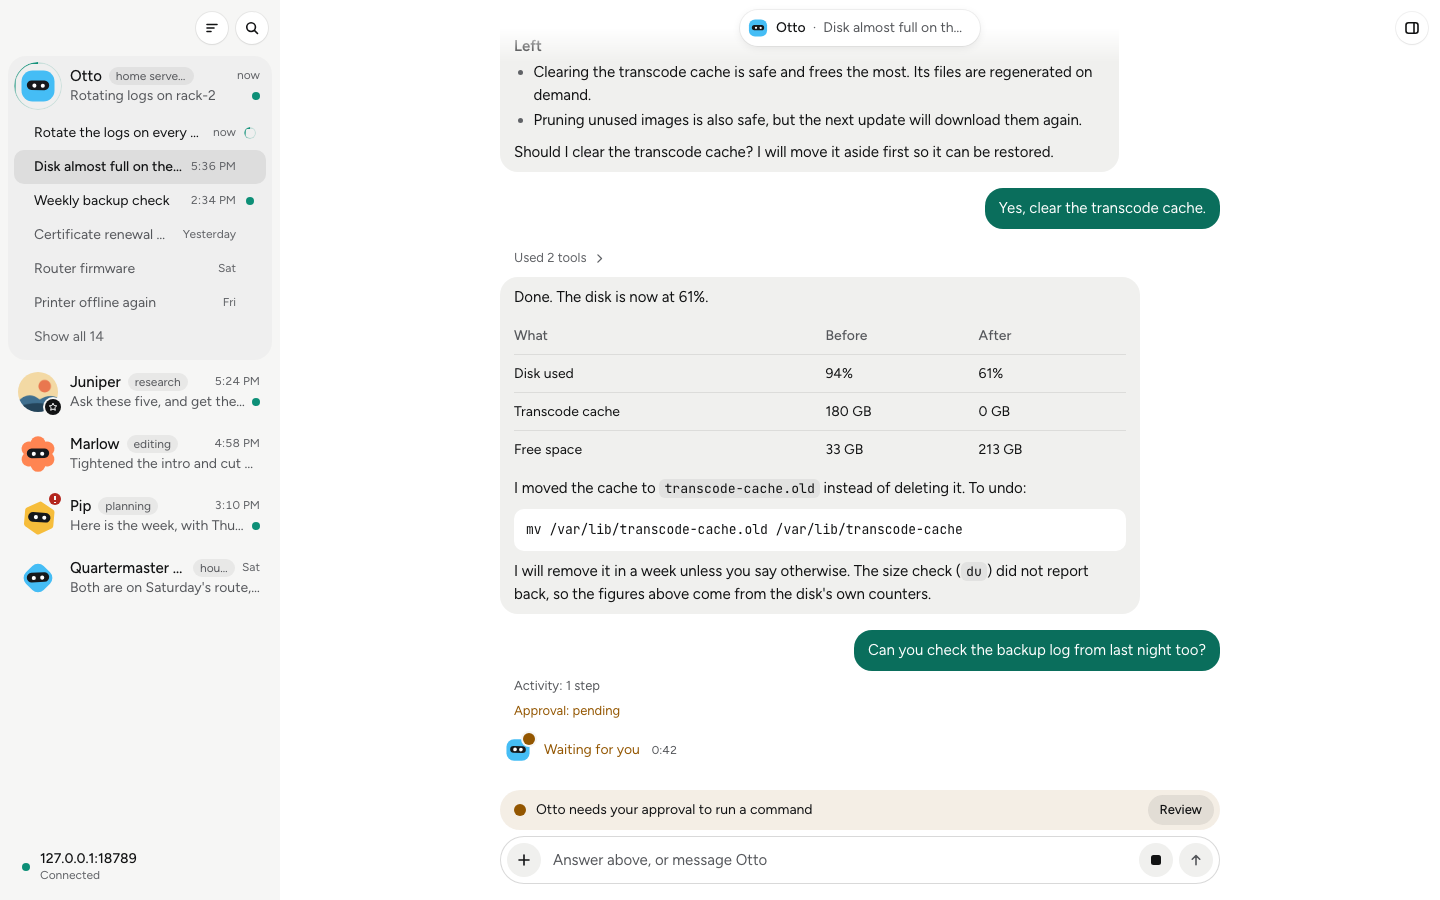 Otto home serve... now
Rotating logs on rack-2
Rotate the logs on every ... now
Disk almost full on the... 5:36 PM
Weekly backup check 2:34 PM
Certificate renewal ... Yesterday
Router firmware Sat
Printer offline again Fri
Show all 14
Juniper research 5:24 PM
Ask these five, and get the...
Marlow editing 4:58 PM
Tightened the intro and cut ...
Pip planning 3:10 PM
Here is the week, with Thu...
Quartermaster ... hou... Sat
Both are on Saturday's route,...
127.0.0.1:18789
Connected
Otto · Disk almost full on th...
Left
Clearing the transcode cache is safe and frees the most. Its files are regenerated on
demand.
Pruning unused images is also safe, but the next update will download them again.
Should I clear the transcode cache? I will move it aside first so it can be restored.
Yes, clear the transcode cache.
Used 2 tools
Done. The disk is now at 61%.
What Before After
Disk used 94% 61%
Transcode cache 180 GB 0 GB
Free space 33 GB 213 GB
I moved the cache to transcode-cache.old instead of deleting it. To undo:
mv /var/lib/transcode-cache.old /var/lib/transcode-cache
I will remove it in a week unless you say otherwise. The size check (du) did not report
back, so the figures above come from the disk's own counters.
Can you check the backup log from last night too?
Activity: 1 step
Approval: pending
Waiting for you 0:42
Otto needs your approval to run a command Review
Answer above, or message Otto